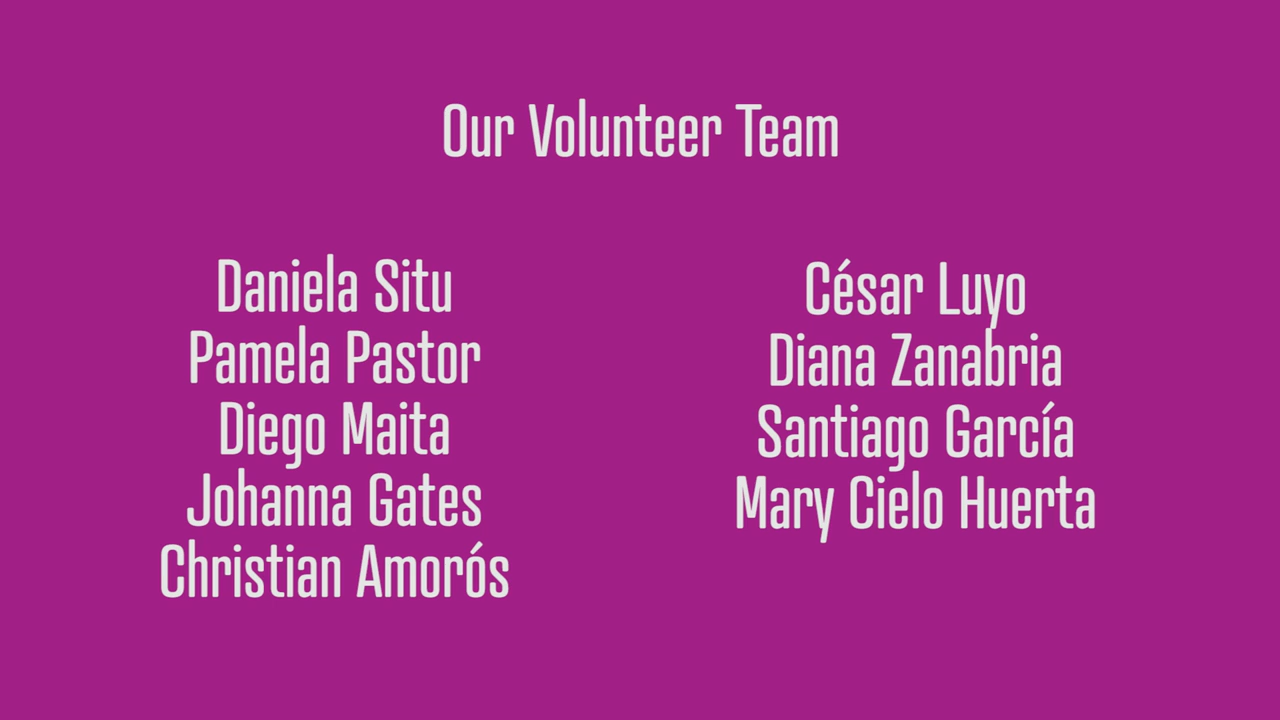 Our Volunteer Team
Daniela Situ
Pamela Pastor
Diego Maita
Johanna Gates
Christian Amorós
César Luyo
Diana Zanabria
Santiago García
Mary Cielo Huerta